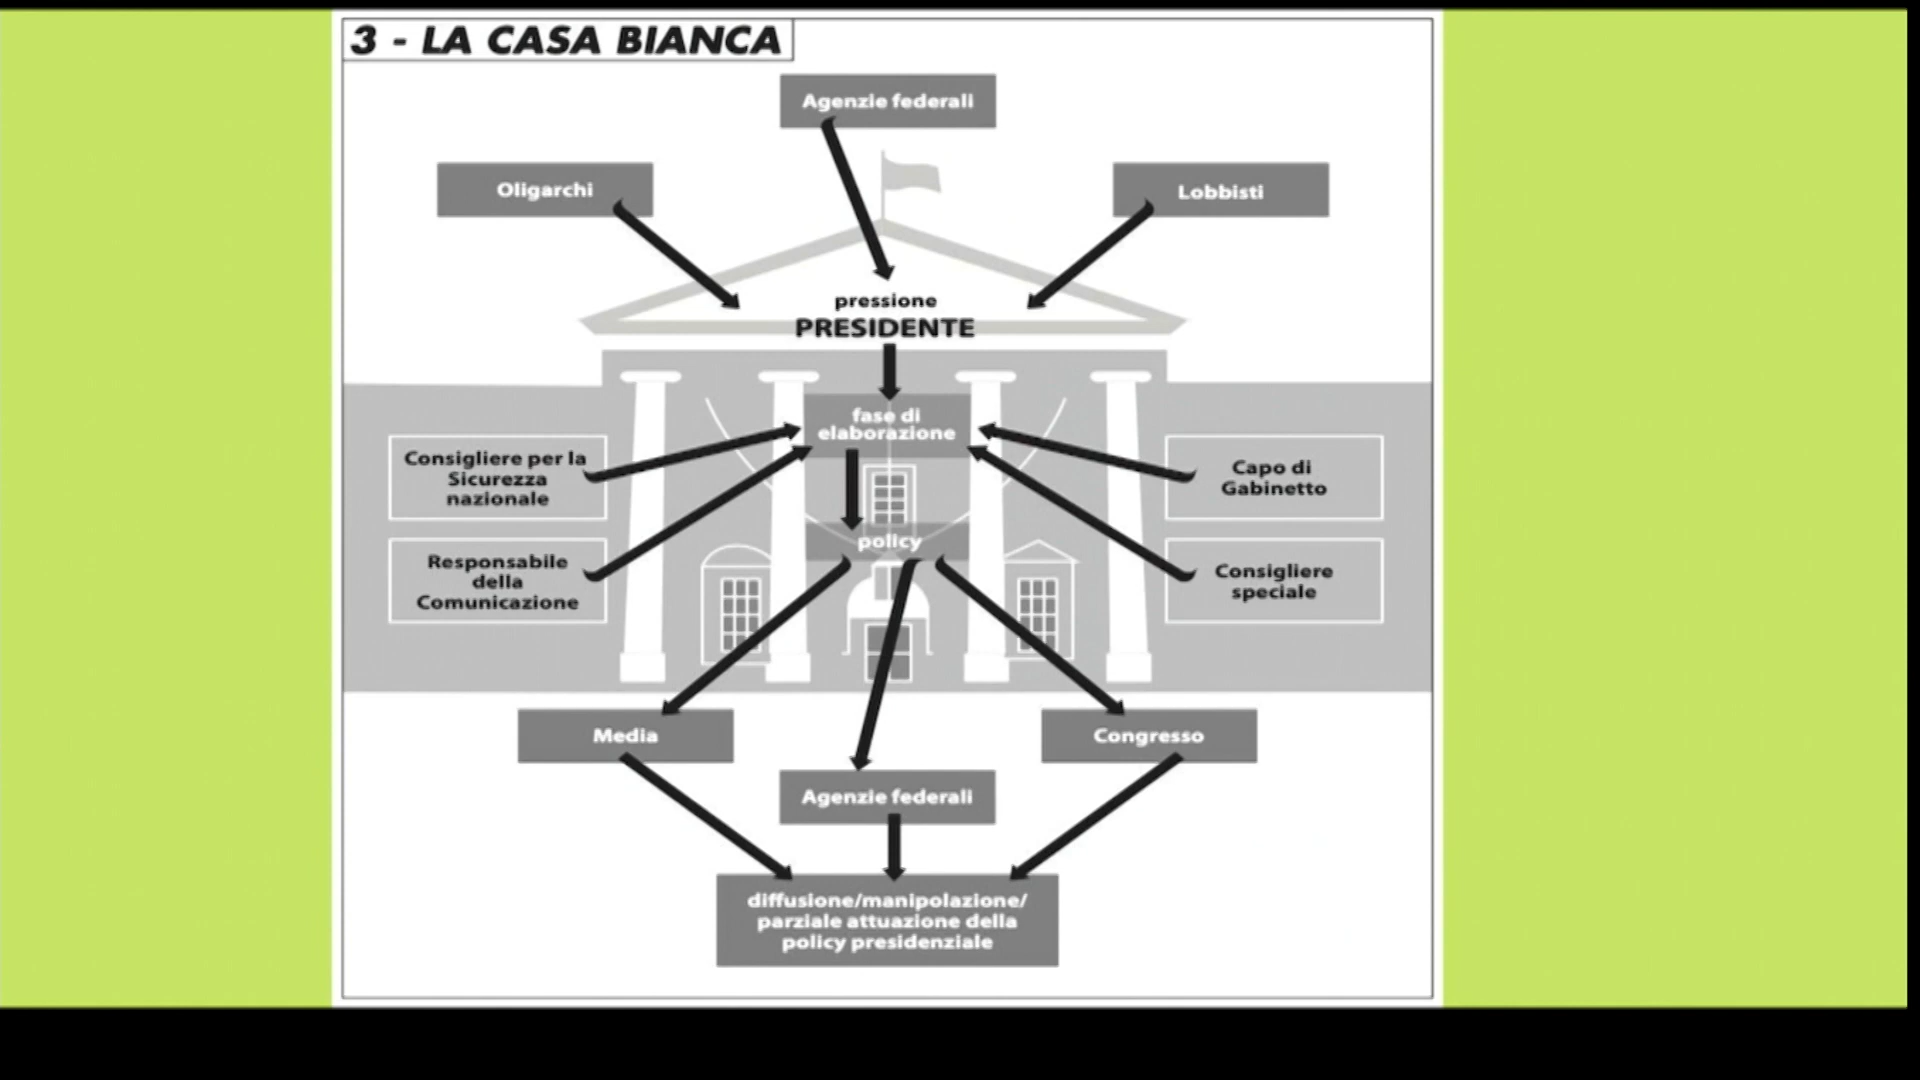 3 - LA CASA BIANCA
Agenzie federali
Oligarchi
Lobbisti
pressione
PRESIDENTE
fase di
elaborazione
Consigliere per la
Sicurezza
nazionale
Capo di
Gabinetto
policy
Responsabile
della
Comunicazione
Consigliere
speciale
Media
Congresso
Agenzie federali
diffusione/manipolazione/
parziale attuazione della
policy presidenziale